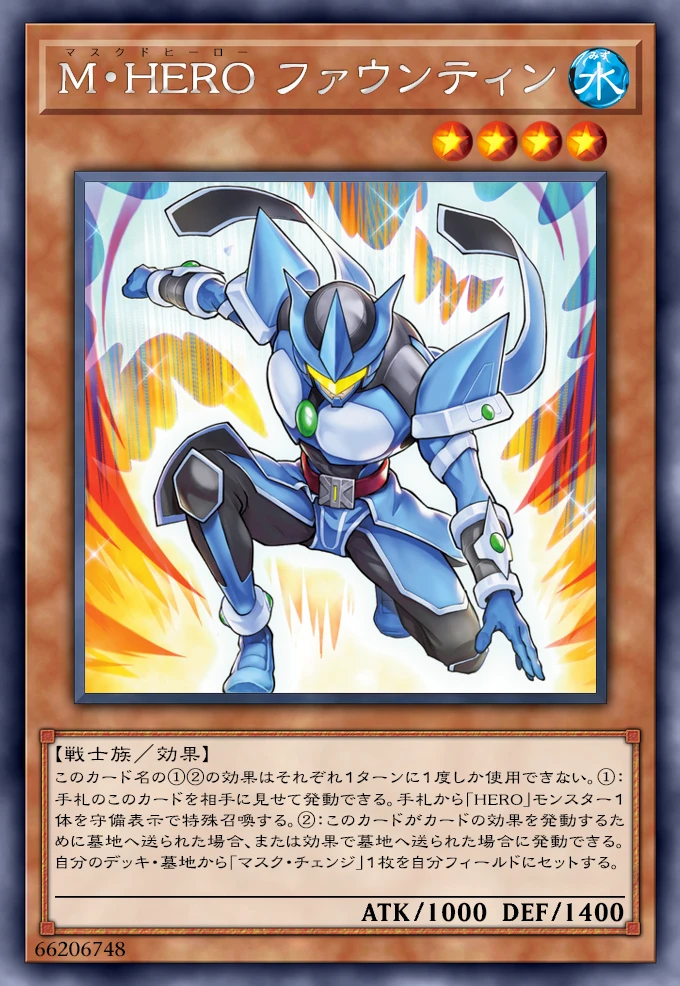 マスクドヒーロー
M・HERO ファウンティン
みず
水
【戦士族／効果】
このカード名の①②の効果はそれぞれ１ターンに１度しか使用できない。①：
手札のこのカードを相手に見せて発動できる。手札から「HERO」モンスター１
体を守備表示で特殊召喚する。②：このカードがカードの効果を発動するた
めに墓地へ送られた場合、または効果で墓地へ送られた場合に発動できる。
自分のデッキ・墓地から「マスク・チェンジ」１枚を自分フィールドにセットする。
ATK/1000 DEF/1400
66206748